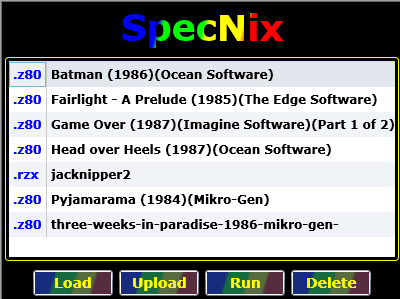 SpecNix
.z80 Batman (1986)(Ocean Software)
.z80 Fairlight - A Prelude (1985)(The Edge Software)
.z80 Game Over (1987)(Imagine Software)(Part 1 of 2)
.z80 Head over Heels (1987)(Ocean Software)
.rzx jacknipper2
.z80 Pyjamarama (1984)(Mikro-Gen)
.z80 three-weeks-in-paradise-1986-mikro-gen-
Load Upload Run Delete